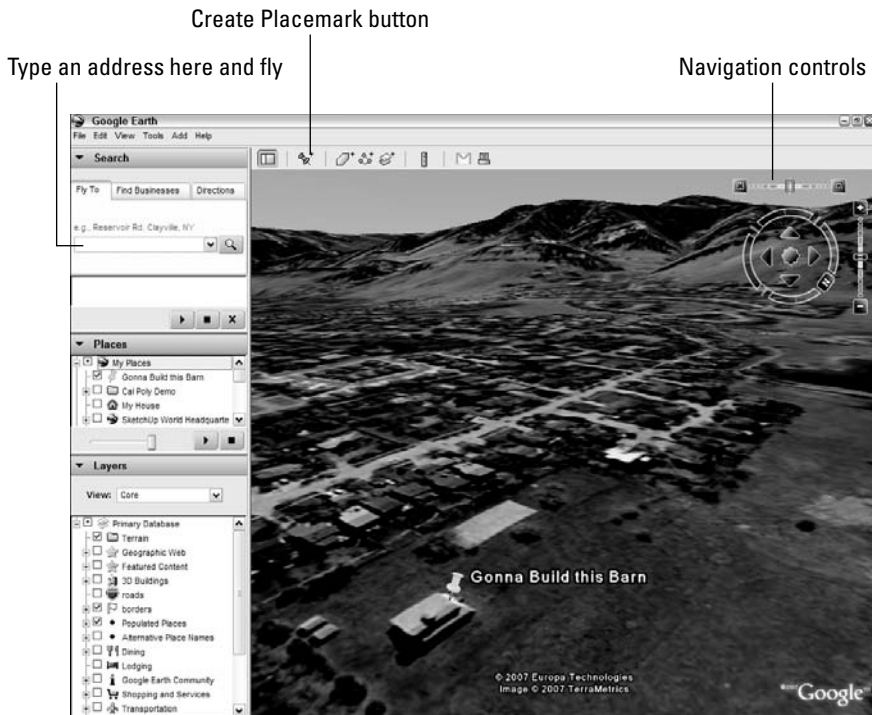 Create Placemark button
Type an address here and fly
Navigation controls
Google Earth
File Edit View Tools Add Help
Search
Fly To Find Businesses Directions
e.g., Reservoir Rd. Clayville, NY
Places
My Places
Gonna Build this Barn
Cal Poly Demo
My House
SketchUp World Headquarte
Layers
View: Core
Primary Database
Terrain
Geographic Web
Featured Content
3D Buildings
roads
borders
Populated Places
Alternative Place Names
Dining
Lodging
Google Earth Community
Shopping and Services
Transportation
N
Gonna Build this Barn
© 2007 Europa Technologies
Image © 2007 TerraMetrics
Google